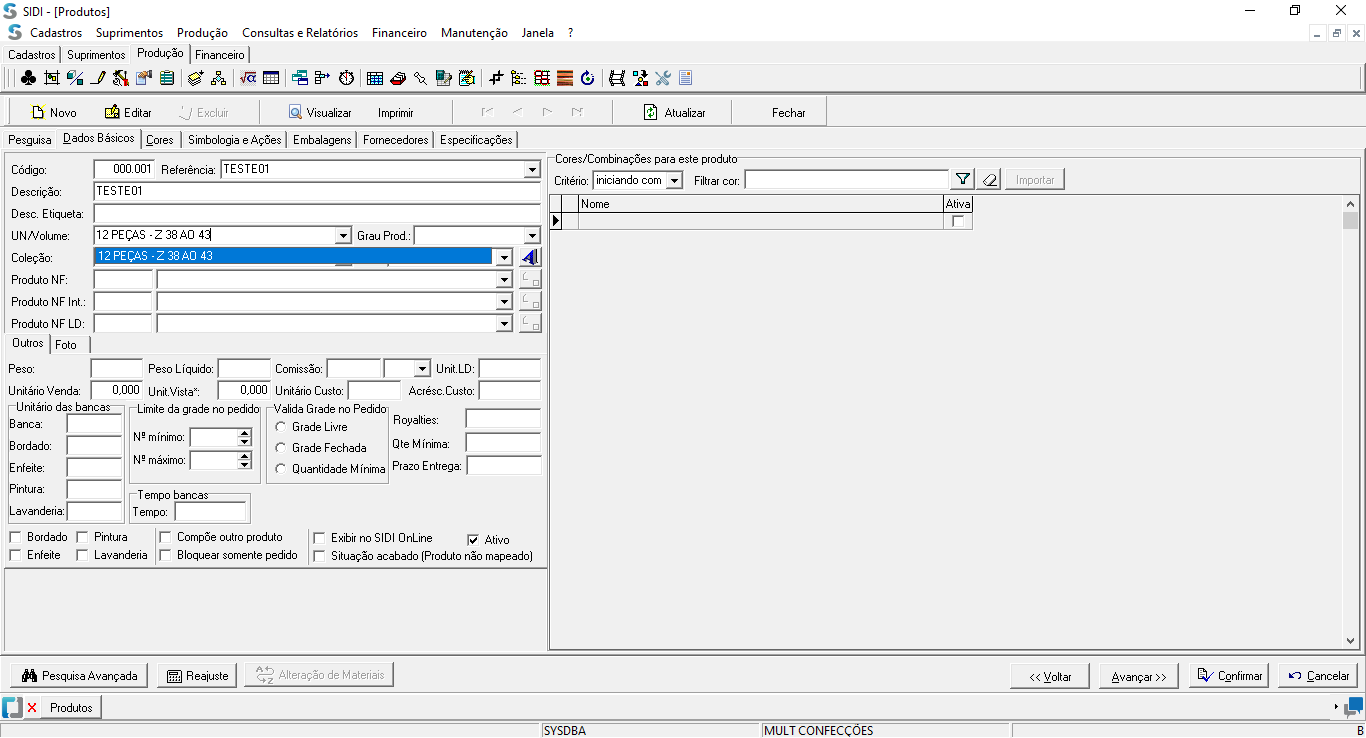 SIDI - [Produtos]
Cadastros Suprimentos Produção Consultas e Relatórios Financeiro Manutenção Janela ?
Cadastros Suprimentos Produção Financeiro
Novo Editar Excluir Visualizar Imprimir Atualizar Fechar
Pesquisa Dados Básicos Cores Simbologia e Ações Embalagens Fornecedores Especificações
Código: 000.001 Referência: TESTE01
Descrição: TESTE01
Desc. Etiqueta:
UN/Volume: 12 PEÇAS - Z 38 AO 43 Grau Prod.:
Coleção: 12 PEÇAS - Z 38 AO 43
Produto NF:
Produto NF Int.:
Produto NF LD:
Outros Foto
Peso: Peso Líquido: Comissão: Unit.LD:
Unitário Venda: 0,000 Unit.Vista*: 0,000 Unitário Custo: Acrésc.Custo:
Unitário das bancas Limite da grade no pedido Valida Grade no Pedido
Banca: Grade Livre Royalties:
Nº mínimo:
Bordado: Grade Fechada Qte Mínima:
Nº máximo:
Enfeite: Quantidade Mínima Prazo Entrega:
Pintura:
Tempo bancas
Lavanderia: Tempo:
Bordado Pintura Compõe outro produto Exibir no SIDI OnLine Ativo
Enfeite Lavanderia Bloquear somente pedido Situação acabado (Produto não mapeado)
Cores/Combinações para este produto
Critério: iniciando com Filtrar cor: Importar
Nome Ativa
Pesquisa Avançada Reajuste Alteração de Materiais << Voltar Avançar >> Confirmar Cancelar
Produtos
SYSDBA MULT CONFECÇÕES B